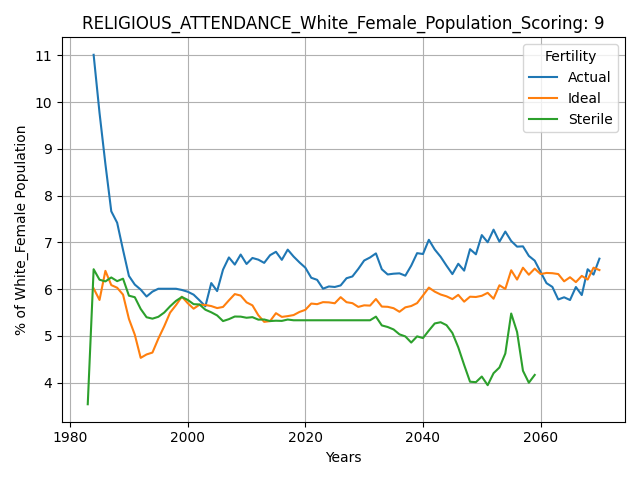 RELIGIOUS_ATTENDANCE_White_Female_Population_Scoring: 9
Fertility
Actual
Ideal
Sterile
% of White_Female Population
11
10
9
8
7
6
5
4
1980
2000
2020
2040
2060
Years